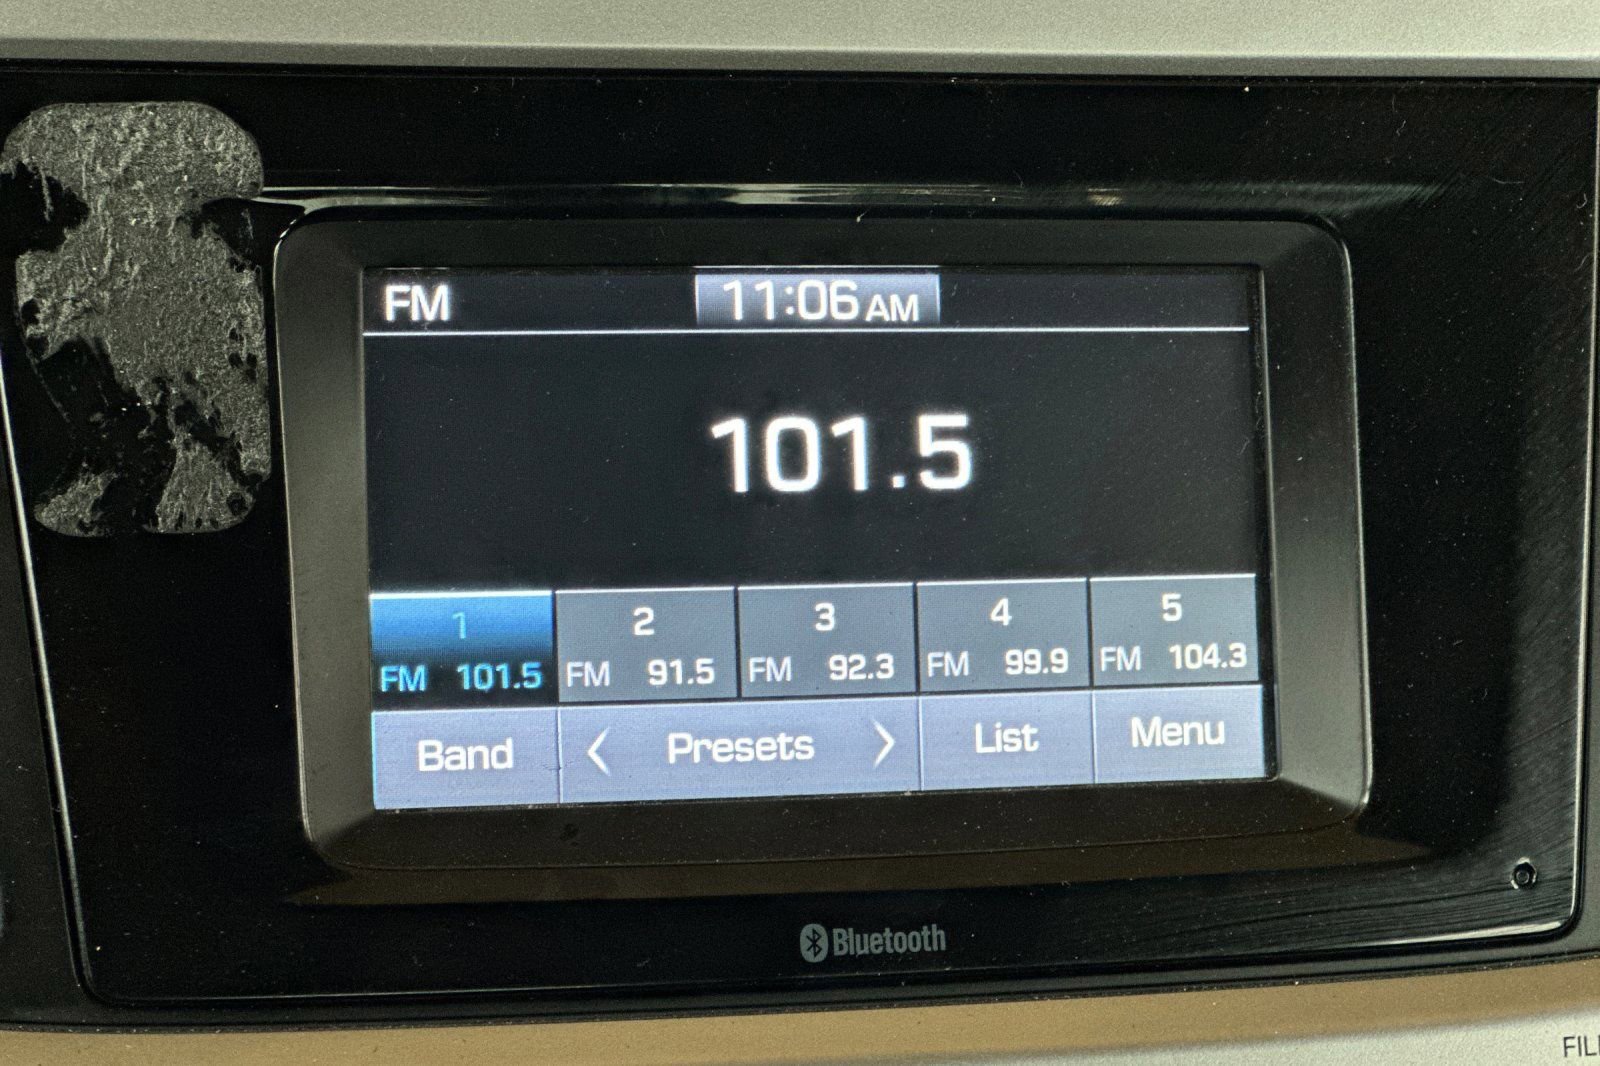 FM 11:06 AM
101.5
1 2 3 4 5
FM 101.5 FM 91.5 FM 92.3 FM 99.9 FM 104.3
Band < Presets > List Menu
Bluetooth